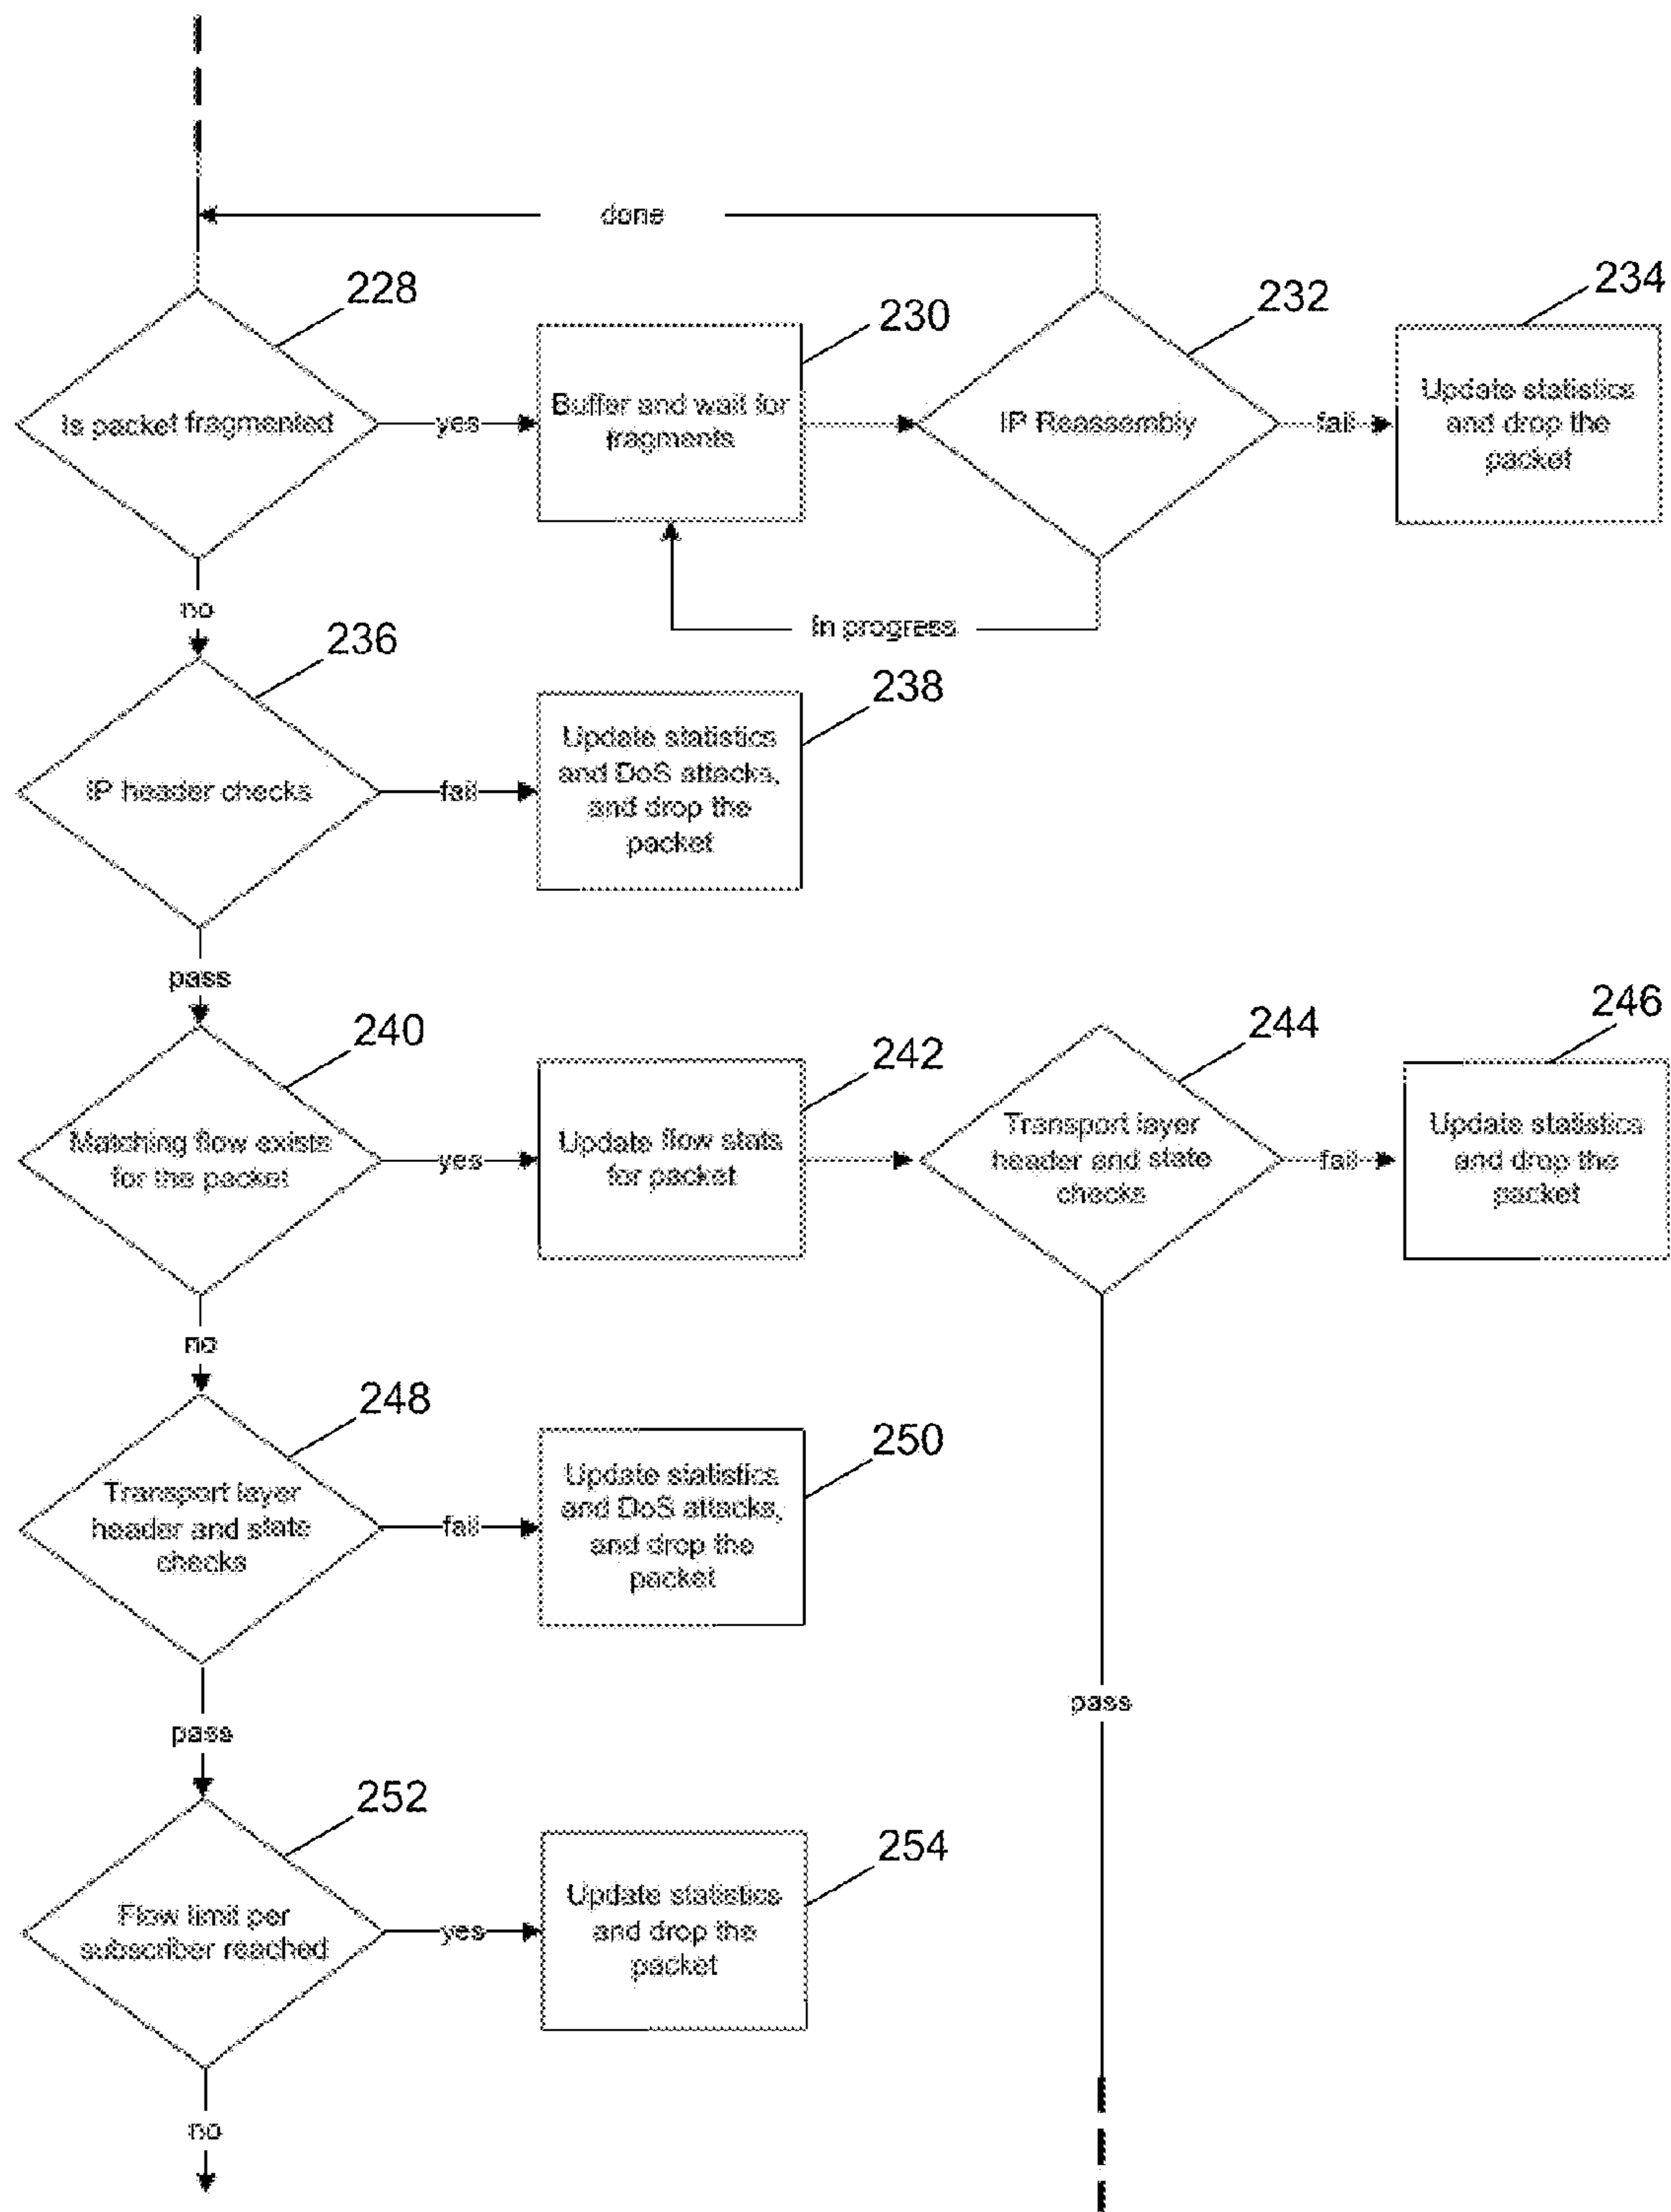 done
228
230
232
234
Is packet fragmented
yes
Buffer and wait for
fragments
IP Reassembly
fail
Update statistics
and drop the
packet
no
In progress
236
238
IP header checks
fail
Update statistics
and DoS attacks,
and drop the
packet
pass
240
242
244
246
Matching flow exists
for the packet
yes
Update flow stats
for packet
Transport layer
header and state
checks
fail
Update statistics
and drop the
packet
no
248
250
Transport layer
header and state
checks
fail
Update statistics
and DoS attacks,
and drop the
packet
pass
pass
252
254
Flow limit per
subscriber reached
yes
Update statistics
and drop the
packet
no